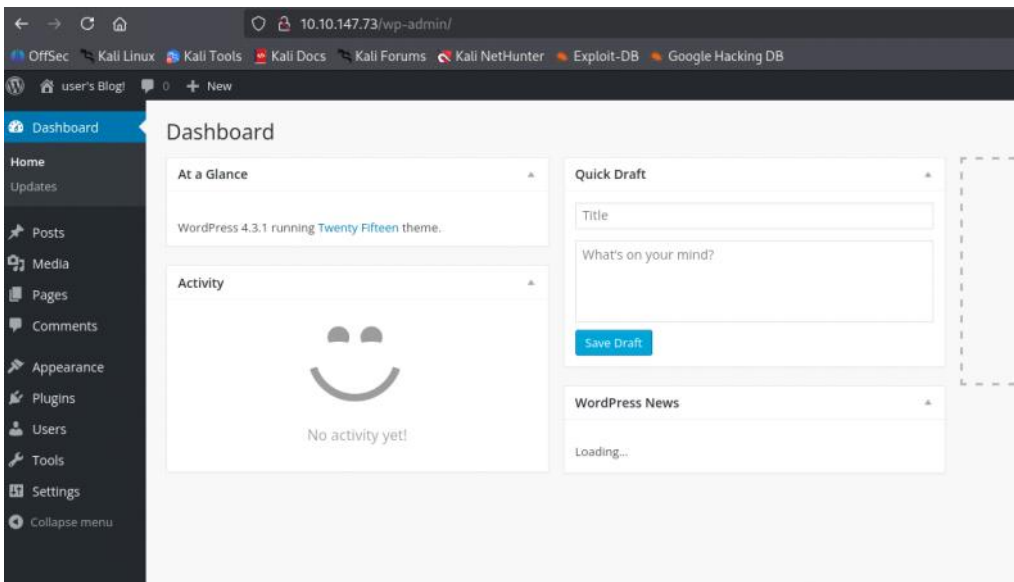 10.10.147.73/wp-admin/
OffSec Kali Linux Kali Tools Kali Docs Kali Forums Kali NetHunter Exploit-DB Google Hacking DB
user's Blog! 0 + New
Dashboard
Home
Updates
Posts
Media
Pages
Comments
Appearance
Plugins
Users
Tools
Settings
Collapse menu
Dashboard
At a Glance
WordPress 4.3.1 running Twenty Fifteen theme.
Activity
No activity yet!
Quick Draft
Title
What's on your mind?
Save Draft
WordPress News
Loading...